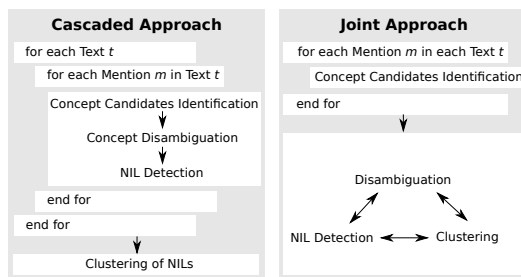 Cascaded Approach
for each Text t
for each Mention m in Text t
Concept Candidates Identification
Concept Disambiguation
NIL Detection
end for
end for
Clustering of NILs
Joint Approach
for each Mention m in each Text t
Concept Candidates Identification
end for
Disambiguation
NIL Detection
Clustering